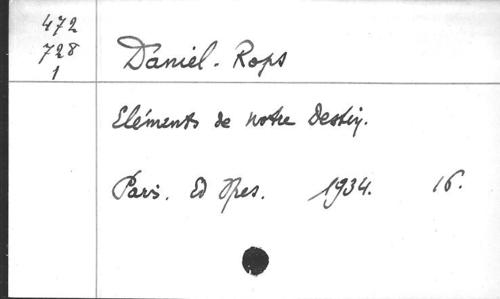 472
728
1
Daniel-Rops
Eléments de notre Destin.
Paris. Ed Spes. 1934. 16.